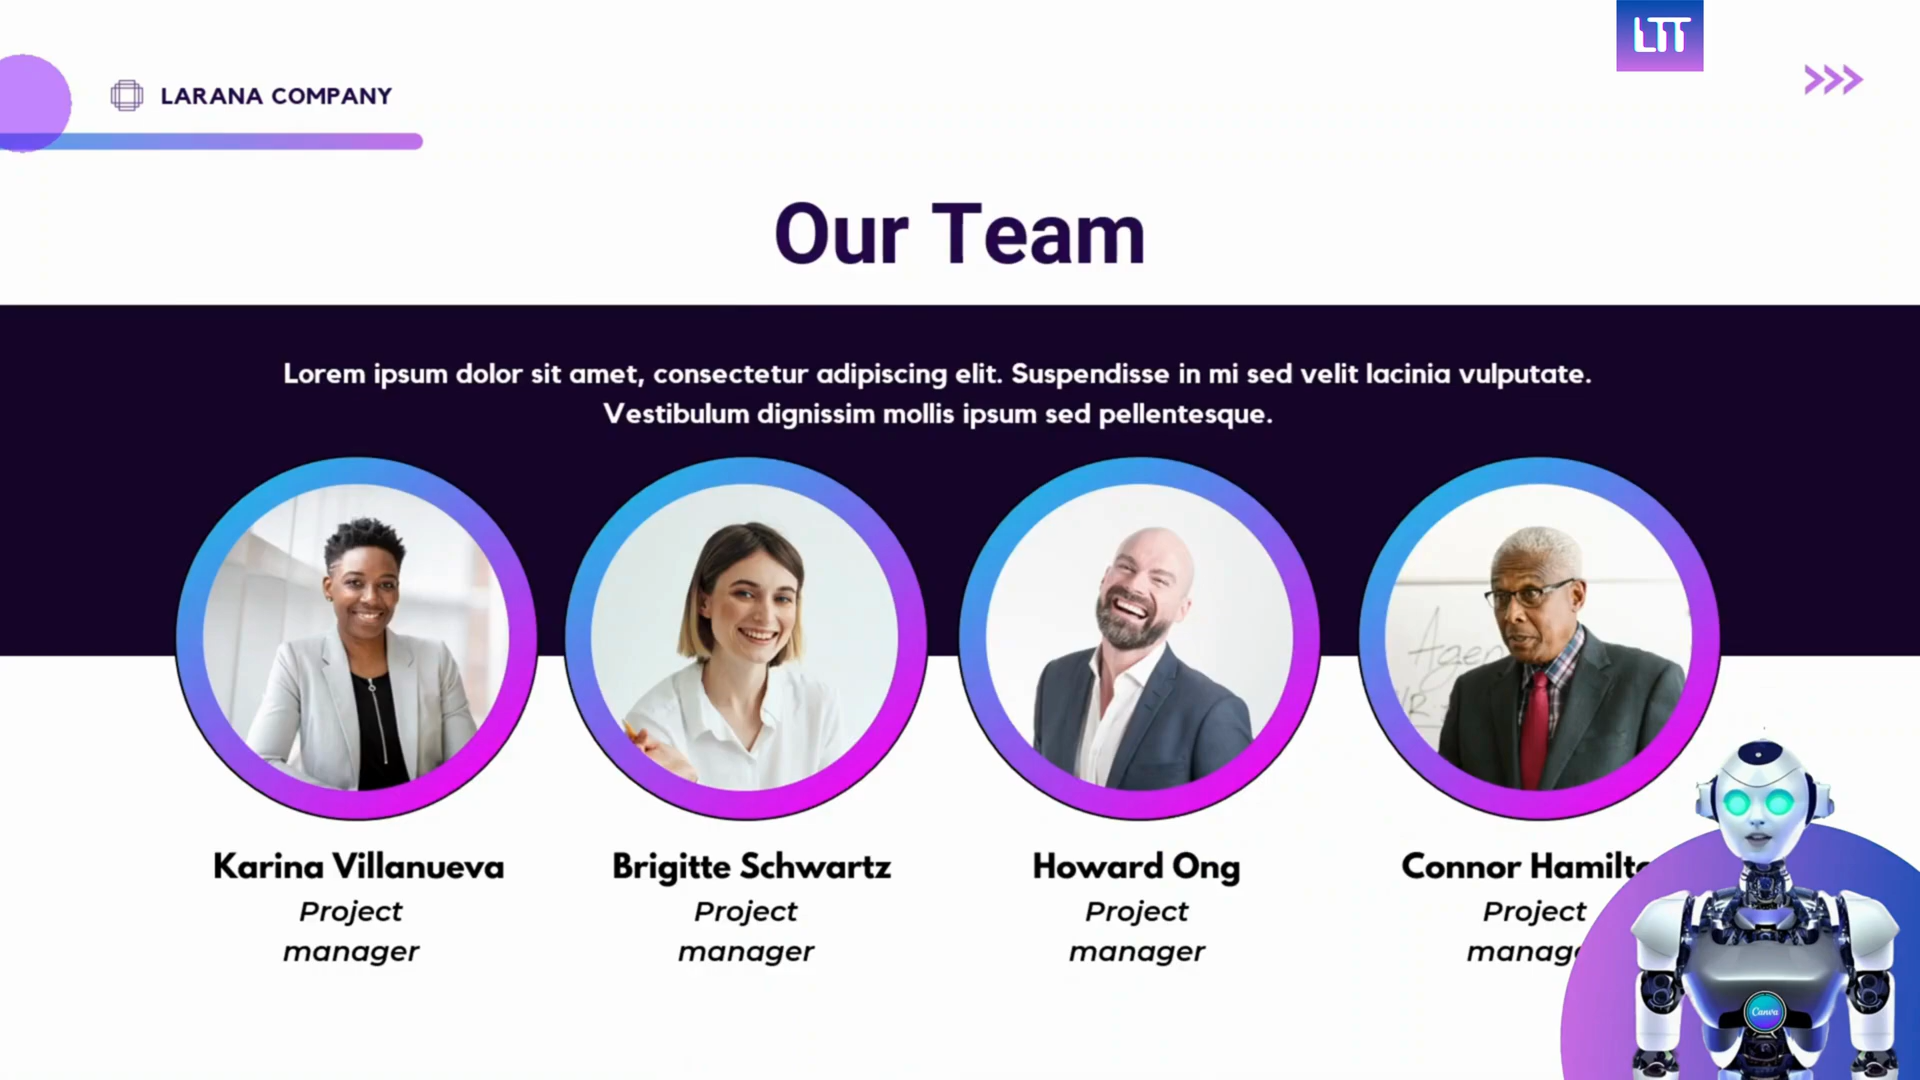 LTT
LARANA COMPANY
Our Team
Lorem ipsum dolor sit amet, consectetur adipiscing elit. Suspendisse in mi sed velit lacinia vulputate.
Vestibulum dignissim mollis ipsum sed pellentesque.
Agen
Karina Villanueva
Project
manager
Brigitte Schwartz
Project
manager
Howard Ong
Project
manager
Connor Hamilto
Project
manag
Canva